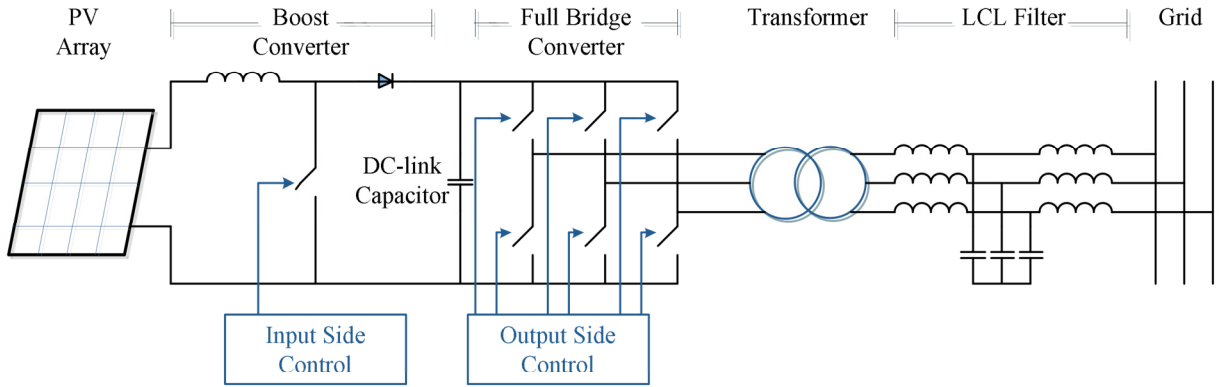 PV
Array
Boost
Converter
Full Bridge
Converter
Transformer
LCL Filter
Grid
DC-link
Capacitor
Input Side
Control
Output Side
Control